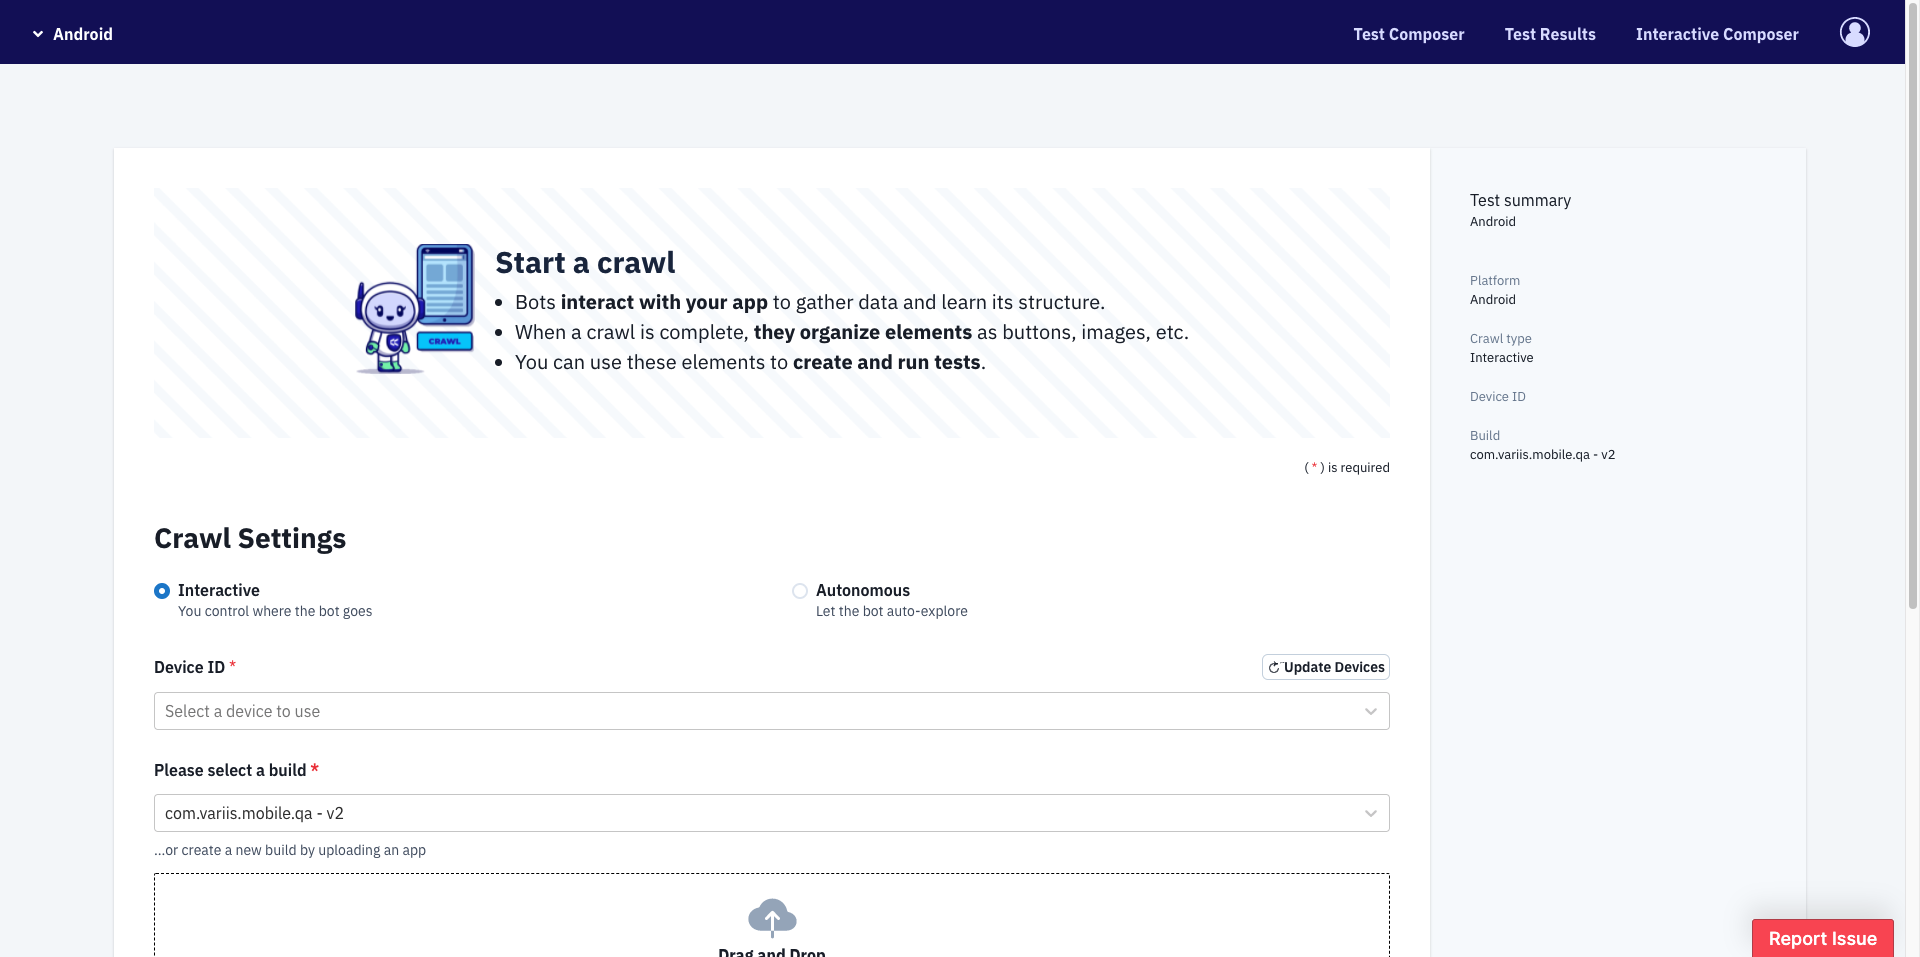 Android
Test Composer
Test Results
Interactive Composer
CRAWL
Start a crawl
Bots interact with your app to gather data and learn its structure.
When a crawl is complete, they organize elements as buttons, images, etc.
You can use these elements to create and run tests.
( * ) is required
Crawl Settings
Interactive
You control where the bot goes
Autonomous
Let the bot auto-explore
Device ID *
Update Devices
Select a device to use
Please select a build *
com.variis.mobile.qa - v2
...or create a new build by uploading an app
Drag and Drop
Test summary
Android
Platform
Android
Crawl type
Interactive
Device ID
Build
com.variis.mobile.qa - v2
Report Issue